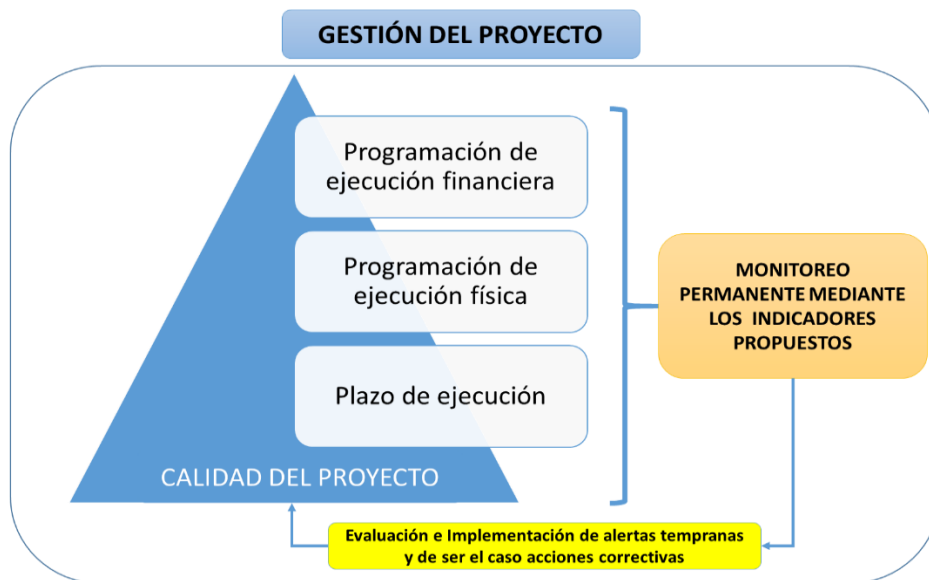 GESTIÓN DEL PROYECTO
Programación de
ejecución financiera
Programación de
ejecución física
Plazo de ejecución
CALIDAD DEL PROYECTO
MONITOREO
PERMANENTE MEDIANTE
LOS INDICADORES
PROPUESTOS
Evaluación e Implementación de alertas tempranas
y de ser el caso acciones correctivas